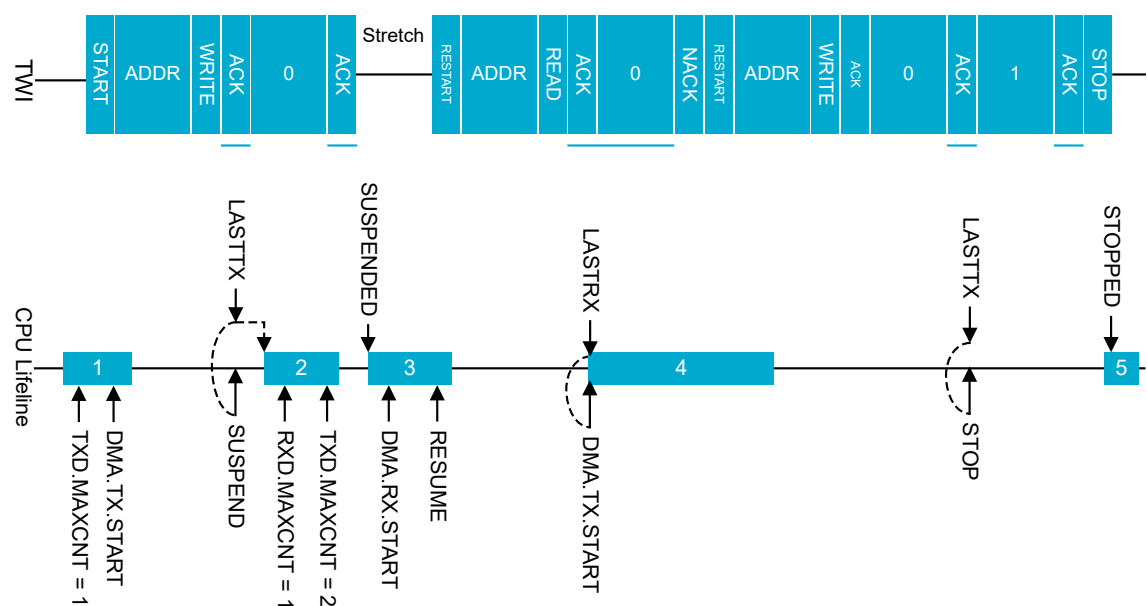 Stretch
TWI
START
ADDR
WRITE
ACK
0
ACK
RESTART
ADDR
READ
ACK
0
NACK
RESTART
ADDR
WRITE
ACK
0
ACK
1
ACK
STOP
LASTTX
SUSPENDED
LASTRX
LASTTX
STOPPED
CPU Lifeline
1
2
3
4
5
TXD.MAXCNT = 1
DMA.TX.START
SUSPEND
RXD.MAXCNT = 1
TXD.MAXCNT = 2
DMA.RX.START
RESUME
DMA.TX.START
STOP